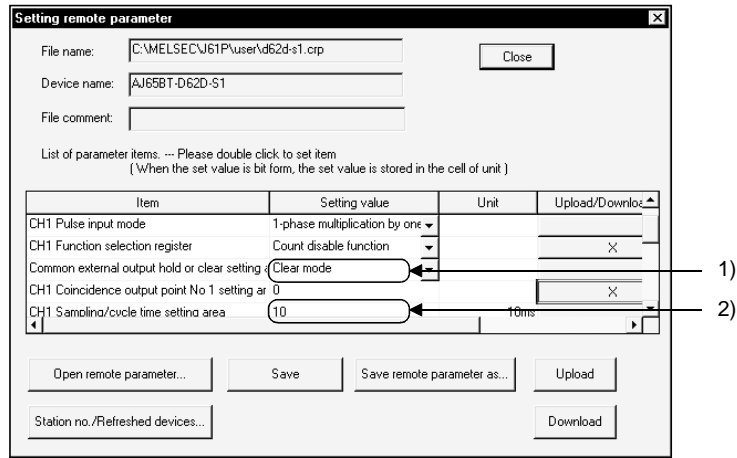 Setting remote parameter
File name: C:\MELSEC\J61P\user\d62d-s1.crp
Close
Device name: AJ65BT-D62D-S1
File comment:
List of parameter items. --- Please double click to set item
( When the set value is bit form, the set value is stored in the cell of unit )
Item Setting value Unit Upload/Downloa
CH1 Pulse input mode 1-phase multiplication by one
CH1 Function selection register Count disable function X
Common external output hold or clear setting a Clear mode 1)
CH1 Coincidence output point No 1 setting ar 0 X
CH1 Sampling/cycle time setting area 10 10ms 2)
Open remote parameter... Save Save remote parameter as... Upload
Station no./Refreshed devices... Download